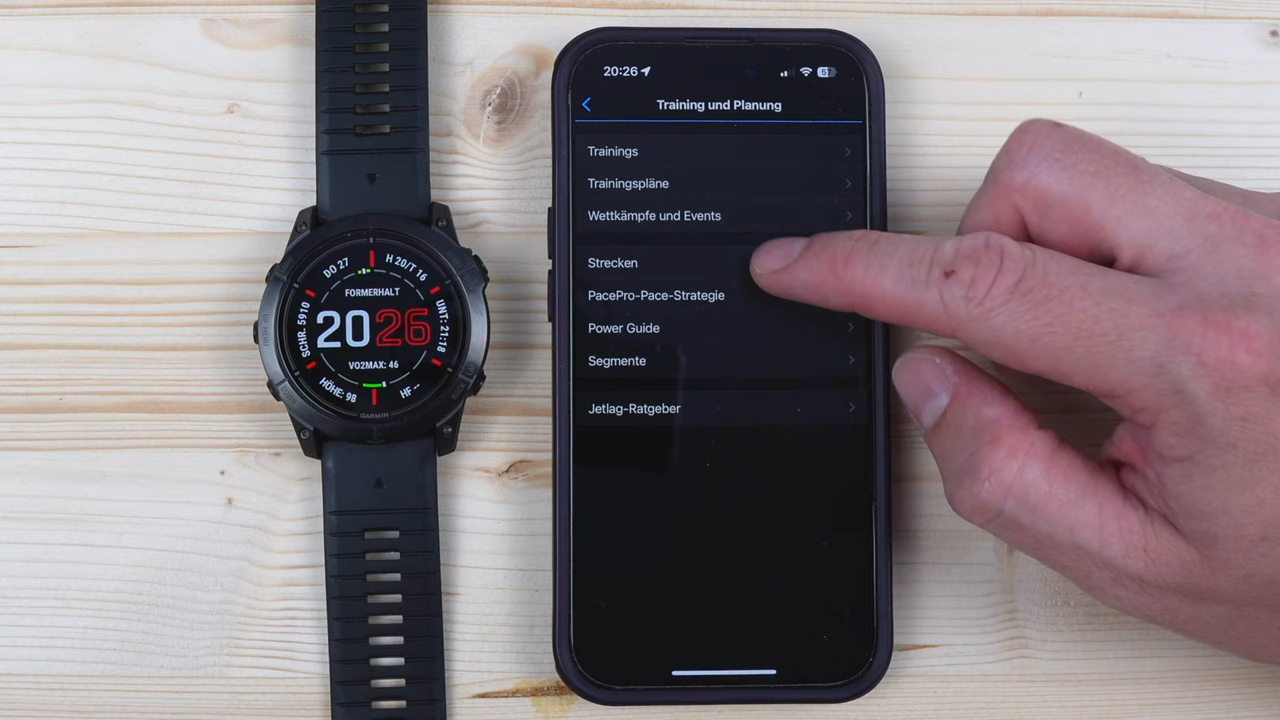 DO 27
H 20/T 16
FORMERHALT
SCHR. 5910
2026
UNT: 21:18
VO2MAX: 46
HÖHE: 98
HF --
GARMIN
20:26
57
Training und Planung
Trainings
Trainingspläne
Wettkämpfe und Events
Strecken
PacePro-Pace-Strategie
Power Guide
Segmente
Jetlag-Ratgeber